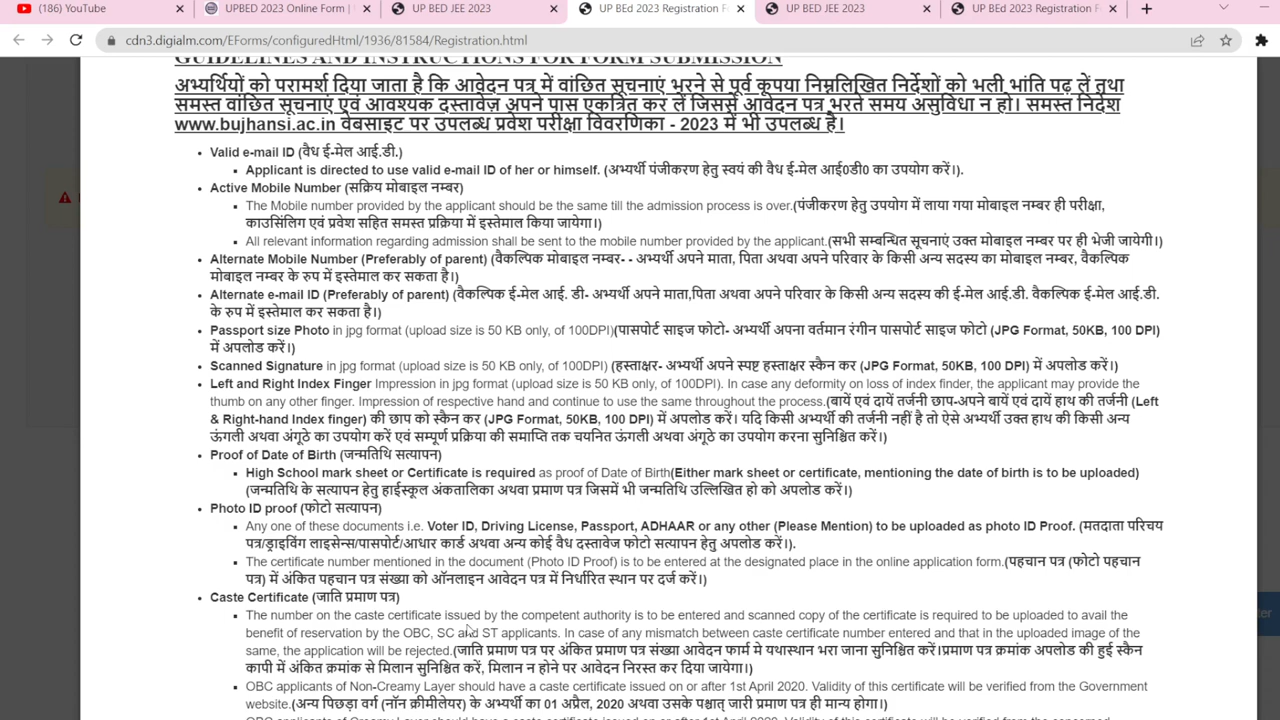 (186) YouTube
UPBED 2023 Online Form |
UP BED JEE 2023
UP BEd 2023 Registration F
UP BED JEE 2023
UP BEd 2023 Registration F
cdn3.digialm.com/EForms/configuredHtml/1936/81584/Registration.html
GUIDELINES AND INSTRUCTIONS FOR FORM SUBMISSION
अभ्यर्थियों को परामर्श दिया जाता है कि आवेदन पत्र में वांछित सूचनाएं भरने से पूर्व कृपया निम्नलिखित निर्देशों को भली भांति पढ़ लें तथा
समस्त वांछित सूचनाएं एवं आवश्यक दस्तावेज़ अपने पास एकत्रित कर लें जिससे आवेदन पत्र भरते समय असुविधा न हो। समस्त निर्देश
www.bujhansi.ac.in वेबसाइट पर उपलब्ध प्रवेश परीक्षा विवरणिका - 2023 में भी उपलब्ध है।
• Valid e-mail ID (वैध ई-मेल आई.डी.)
▪ Applicant is directed to use valid e-mail ID of her or himself. (अभ्यर्थी पंजीकरण हेतु स्वयं की वैध ई-मेल आई0डी0 का उपयोग करें।).
• Active Mobile Number (सक्रिय मोबाइल नम्बर)
▪ The Mobile number provided by the applicant should be the same till the admission process is over.(पंजीकरण हेतु उपयोग में लाया गया मोबाइल नम्बर ही परीक्षा,
काउसिंलिग एवं प्रवेश सहित समस्त प्रक्रिया में इस्तेमाल किया जायेगा।)
▪ All relevant information regarding admission shall be sent to the mobile number provided by the applicant.(सभी सम्बन्धित सूचनाएं उक्त मोबाइल नम्बर पर ही भेजी जायेगी।)
• Alternate Mobile Number (Preferably of parent) (वैकल्पिक मोबाइल नम्बर- - अभ्यर्थी अपने माता, पिता अथवा अपने परिवार के किसी अन्य सदस्य का मोबाइल नम्बर, वैकल्पिक
मोबाइल नम्बर के रुप में इस्तेमाल कर सकता है।)
• Alternate e-mail ID (Preferably of parent) (वैकल्पिक ई-मेल आई. डी- अभ्यर्थी अपने माता,पिता अथवा अपने परिवार के किसी अन्य सदस्य की ई-मेल आई.डी. वैकल्पिक ई-मेल आई.डी.
के रुप में इस्तेमाल कर सकता है।)
• Passport size Photo in jpg format (upload size is 50 KB only, of 100DPI)(पासपोर्ट साइज फोटो- अभ्यर्थी अपना वर्तमान रंगीन पासपोर्ट साइज फोटो (JPG Format, 50KB, 100 DPI)
में अपलोड करें।)
• Scanned Signature in jpg format (upload size is 50 KB only, of 100DPI) (हस्ताक्षर- अभ्यर्थी अपने स्पष्ट हस्ताक्षर स्कैन कर (JPG Format, 50KB, 100 DPI) में अपलोड करें।)
• Left and Right Index Finger Impression in jpg format (upload size is 50 KB only, of 100DPI). In case any deformity on loss of index finder, the applicant may provide the
thumb on any other finger. Impression of respective hand and continue to use the same throughout the process.(बायें एवं दायें तर्जनी छाप-अपने बायें एवं दायें हाथ की तर्जनी (Left
& Right-hand Index finger) की छाप को स्कैन कर (JPG Format, 50KB, 100 DPI) में अपलोड करें। यदि किसी अभ्यर्थी की तर्जनी नहीं है तो ऐसे अभ्यर्थी उक्त हाथ की किसी अन्य
ऊंगली अथवा अंगूठे का उपयोग करें एवं सम्पूर्ण प्रक्रिया की समाप्ति तक चयनित ऊंगली अथवा अंगूठे का उपयोग करना सुनिश्चित करें।)
• Proof of Date of Birth (जन्मतिथि सत्यापन)
▪ High School mark sheet or Certificate is required as proof of Date of Birth(Either mark sheet or certificate, mentioning the date of birth is to be uploaded)
(जन्मतिथि के सत्यापन हेतु हाईस्कूल अंकतालिका अथवा प्रमाण पत्र जिसमें भी जन्मतिथि उल्लिखित हो को अपलोड करें।)
• Photo ID proof (फोटो सत्यापन)
▪ Any one of these documents i.e. Voter ID, Driving License, Passport, ADHAAR or any other (Please Mention) to be uploaded as photo ID Proof. (मतदाता परिचय
पत्र/ड्राइविंग लाइसेन्स/पासपोर्ट/आधार कार्ड अथवा अन्य कोई वैध दस्तावेज फोटो सत्यापन हेतु अपलोड करें।).
▪ The certificate number mentioned in the document (Photo ID Proof) is to be entered at the designated place in the online application form.(पहचान पत्र (फोटो पहचान
पत्र) में अंकित पहचान पत्र संख्या को ऑनलाइन आवेदन पत्र में निर्धारित स्थान पर दर्ज करें।)
• Caste Certificate (जाति प्रमाण पत्र)
▪ The number on the caste certificate issued by the competent authority is to be entered and scanned copy of the certificate is required to be uploaded to avail the
benefit of reservation by the OBC, SC and ST applicants. In case of any mismatch between caste certificate number entered and that in the uploaded image of the
same, the application will be rejected.(जाति प्रमाण पत्र पर अंकित प्रमाण पत्र संख्या आवेदन फार्म मे यथास्थान भरा जाना सुनिश्चित करें।प्रमाण पत्र क्रमांक अपलोड की हुई स्कैन
कापी में अंकित क्रमांक से मिलान सुनिश्चित करें, मिलान न होने पर आवेदन निरस्त कर दिया जायेगा।)
▪ OBC applicants of Non-Creamy Layer should have a caste certificate issued on or after 1st April 2020. Validity of this certificate will be verified from the Government
website.(अन्य पिछड़ा वर्ग (नॉन क्रीमीलेयर) के अभ्यर्थी का 01 अप्रैल, 2020 अथवा उसके पश्चात् जारी प्रमाण पत्र ही मान्य होगा।)